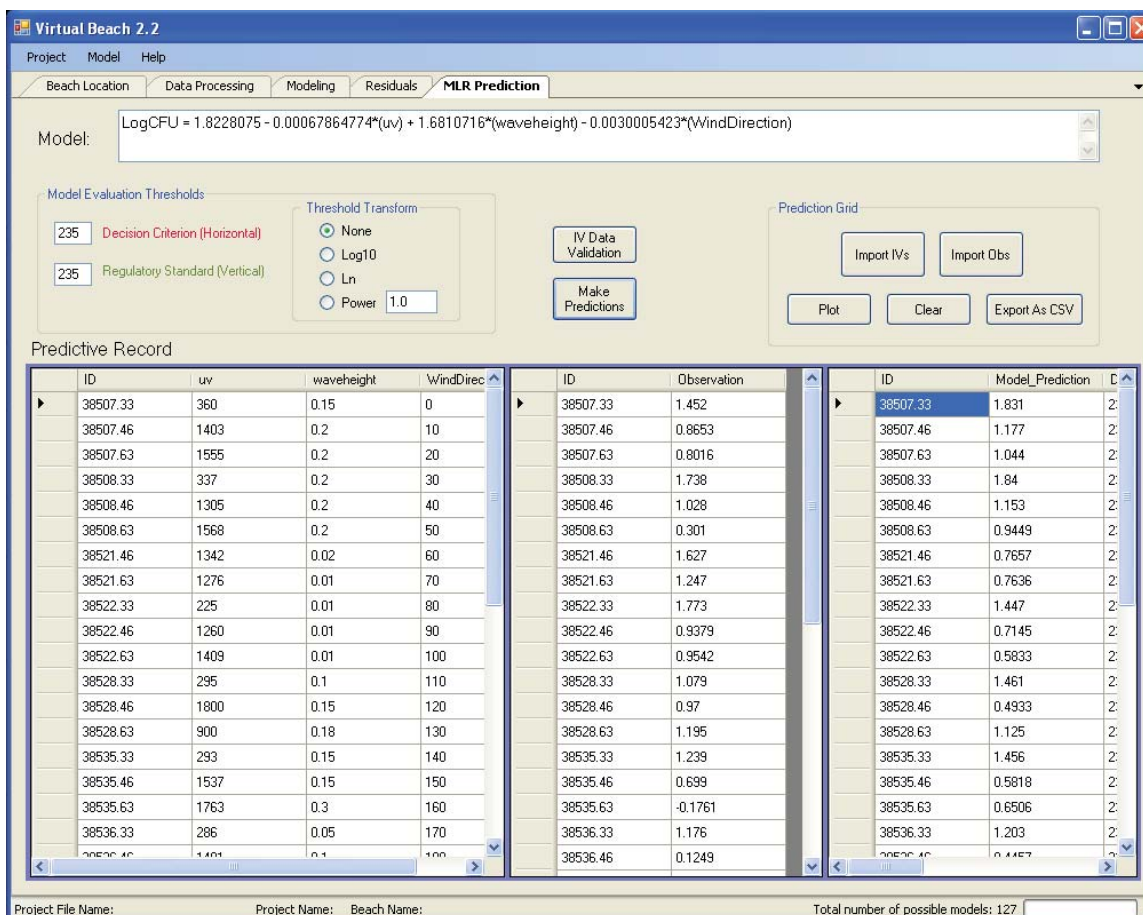 Virtual Beach 2.2
Project Model Help
Beach Location Data Processing Modeling Residuals MLR Prediction
Model:
LogCFU = 1.8228075 - 0.00067864774*(uv) + 1.6810716*(waveheight) - 0.0030005423*(WindDirection)
Model Evaluation Thresholds
235 Decision Criterion (Horizontal)
235 Regulatory Standard (Vertical)
Threshold Transform
None
Log10
Ln
Power 1.0
IV Data Validation
Make Predictions
Prediction Grid
Import IVs Import Obs
Plot Clear Export As CSV
Predictive Record
ID uv waveheight WindDirec ID Observation ID Model_Prediction
38507.33 360 0.15 0 38507.33 1.452 38507.33 1.831
38507.46 1403 0.2 10 38507.46 0.8653 38507.46 1.177
38507.63 1555 0.2 20 38507.63 0.8016 38507.63 1.044
38508.33 337 0.2 30 38508.33 1.738 38508.33 1.84
38508.46 1305 0.2 40 38508.46 1.028 38508.46 1.153
38508.63 1568 0.2 50 38508.63 0.301 38508.63 0.9449
38521.46 1342 0.02 60 38521.46 1.627 38521.46 0.7657
38521.63 1276 0.01 70 38521.63 1.247 38521.63 0.7636
38522.33 225 0.01 80 38522.33 1.773 38522.33 1.447
38522.46 1260 0.01 90 38522.46 0.9379 38522.46 0.7145
38522.63 1409 0.01 100 38522.63 0.9542 38522.63 0.5833
38528.33 295 0.1 110 38528.33 1.079 38528.33 1.461
38528.46 1800 0.15 120 38528.46 0.97 38528.46 0.4933
38528.63 900 0.18 130 38528.63 1.195 38528.63 1.125
38535.33 293 0.15 140 38535.33 1.239 38535.33 1.456
38535.46 1537 0.15 150 38535.46 0.699 38535.46 0.5818
38535.63 1763 0.3 160 38535.63 -0.1761 38535.63 0.6506
38536.33 286 0.05 170 38536.33 1.176 38536.33 1.203
38536.46 0.1249
Project File Name: Project Name: Beach Name: Total number of possible models: 127